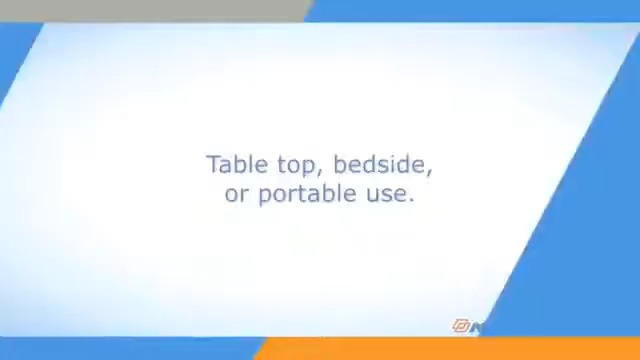 Table top, bedside,
or portable use.